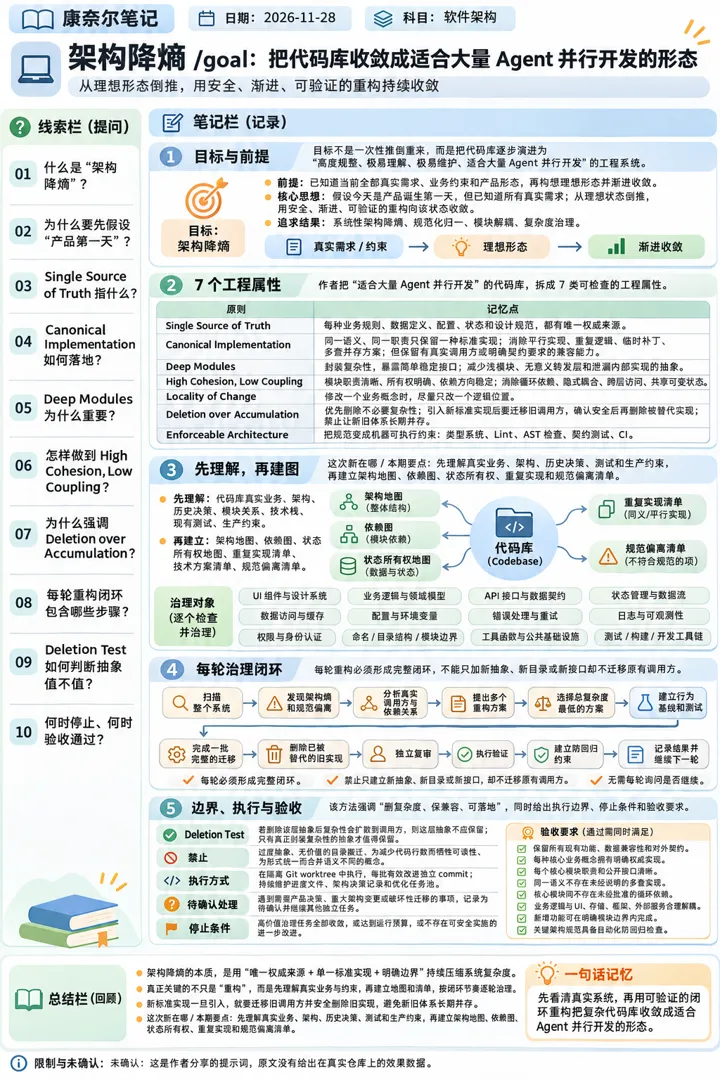 康奈尔笔记
日期：2026-11-28
科目：软件架构
架构降熵 /goal：把代码库收敛成适合大量 Agent 并行开发的形态
从理想形态倒推，用安全、渐进、可验证的重构持续收敛
线索栏（提问）
01 什么是“架构
降熵”？
02 为什么要先假设
“产品第一天”？
03 Single Source
of Truth 指什么？
04 Canonical
Implementation
如何落地？
05 Deep Modules
为什么重要？
06 怎样做到 High
Cohesion, Low
Coupling？
07 为什么强调
Deletion over
Accumulation？
08 每轮重构闭环
包含哪些步骤？
09 Deletion Test
如何判断抽象
值不值？
10 何时停止、何时
验收通过？
笔记栏（记录）
1 目标与前提
目标不是一次性推倒重来，而是把代码库逐步演进为
“高度规整、极易理解、极易维护、适合大量 Agent 并行开发”的工程系统。
目标：
架构降熵
前提：已知道当前全部真实需求、业务约束和产品形态，再构想理想形态并渐进收敛。
核心思想：假设今天是产品诞生第一天，但已知道所有真实需求；从理想状态倒推，
用安全、渐进、可验证的重构向该状态收敛。
追求结果：系统性架构降熵、规范化归一、模块解耦、复杂度治理。
真实需求 / 约束
理想形态
渐进收敛
2 7 个工程属性
作者把“适合大量 Agent 并行开发”的代码库，拆成 7 类可检查的工程属性。
原则 记忆点
Single Source of Truth 每种业务规则、数据定义、配置、状态和设计规范，都有唯一权威来源。
Canonical Implementation 同一语义、同一职责只保留一种标准实现；消除平行实现、重复逻辑、临时补丁、
多查并存方案；但保留有真实调用方或明确契约要求的兼容能力。
Deep Modules 封装复杂性，暴露简单稳定接口；减少浅模块、无意义转发层和泄漏内部实现的抽象。
High Cohesion, Low Coupling 模块职责清晰、所有权明确、依赖方向稳定；消除循环依赖、隐式耦合、跨层访问、共享可变状态。
Locality of Change 修改一个业务概念时，尽量只改一个逻辑位置。
Deletion over Accumulation 优先删除不必要复杂性；引入新标准实现后要迁移旧调用方，确认安全后再删除被替代实现；
禁止让新旧体系长期并存。
Enforceable Architecture 把规范变成机器可执行约束：类型系统、Lint、AST 检查、契约测试、CI。
3 先理解，再建图
这次新在哪 / 本期要点：先理解真实业务、架构、历史决策、测试和生产约束，
再建立架构地图、依赖图、状态所有权、重复实现和规范偏离清单。
先理解：代码库真实业务、架构、
历史决策、模块关系、技术栈、
现有测试、生产约束。
再建立：架构地图、依赖图、状态
所有权地图、重复实现清单、
技术方案清单、规范偏离清单。
架构地图
（整体结构）
依赖图
（模块依赖）
状态所有权地图
（数据与状态）
代码库
（Codebase）
重复实现清单
（同义/平行实现）
规范偏离清单
（不符合规范的项）
治理对象
（逐个检查
并治理）
UI 组件与设计系统
业务逻辑与领域模型
API 接口与数据契约
状态管理与数据流
数据访问与缓存
配置与环境变量
错误处理与重试
日志与可观测性
权限与身份认证
命名 / 目录结构 / 模块边界
工具函数与公共基础设施
测试 / 构建 / 开发工具链
4 每轮治理闭环
每轮重构必须形成完整闭环，不能只加新抽象、新目录或新接口却不迁移原有调用方。
扫描
整个系统
发现架构熵
和规范偏离
分析真实
调用方与
依赖关系
提出多个
重构方案
选择总复杂度
最低的方案
建立行为
基线和测试
完成一批
完整的迁移
删除已被
替代的旧实现
独立复审
执行验证
建立防回归
约束
记录结果并
继续下一轮
每轮必须形成完整闭环。
禁止只建立新抽象、新目录或新接口，却不迁移原有调用方。
无需每轮询问是否继续。
5 边界、执行与验收
该方法强调“删复杂度、保兼容、可落地”，同时给出执行边界、停止条件和验收要求。
Deletion Test 若删除该层抽象后复杂性会扩散到调用方，则这层抽象不应保留；
只有真正封装复杂性的抽象才值得保留。
禁止 过度抽象、无价值的目录搬迁、为减少代码行数而牺牲可读性、
为形式统一而合并语义不同的概念。
执行方式 在隔离 Git worktree 中执行，每批有效改进独立 commit；
持续维护进度文件、架构决策记录和优化任务池。
待确认处理 遇到需要产品决策、重大架构变更或破坏性迁移的事项，记录为
待确认并继续其他独立任务。
停止条件 高价值治理任务全部收敛，或达到运行预算，或不存在可安全实施的
进一步改进。
验收要求（通过需同时满足）
保留所有现有功能、数据兼容性和对外契约。
每种核心业务概念拥有明确权威实现。
每个核心模块职责和公开接口清晰。
同一语义不存在未经说明的多套实现。
核心模块间不存在未经批准的循环依赖。
业务逻辑与 UI、存储、框架、外部服务合理解耦。
新增功能可在明确模块边界内完成。
关键架构规范具备自动化防回归检查。
总结栏（回顾）
架构降熵的本质，是用“唯一权威来源 + 单一标准实现 + 明确边界”持续压缩系统复杂度。
真正关键的不只是“重构”，而是先理解真实业务与约束，再建立地图和清单，按闭环节奏逐轮治理。
新标准实现一旦引入，就要迁移旧调用方并安全删除旧实现，避免新旧体系长期并存。
这次新在哪 / 本期要点：先理解真实业务、架构、历史决策、测试和生产约束，再建立架构地图、依赖图、
状态所有权、重复实现和规范偏离清单。
一句话记忆
先看清真实系统，再用可验证的闭
环重构把复杂代码库收敛成适合
Agent 并行开发的形态。
限制与未确认：未确认：这是作者分享的提示词，原文没有给出在真实仓库上的效果数据。